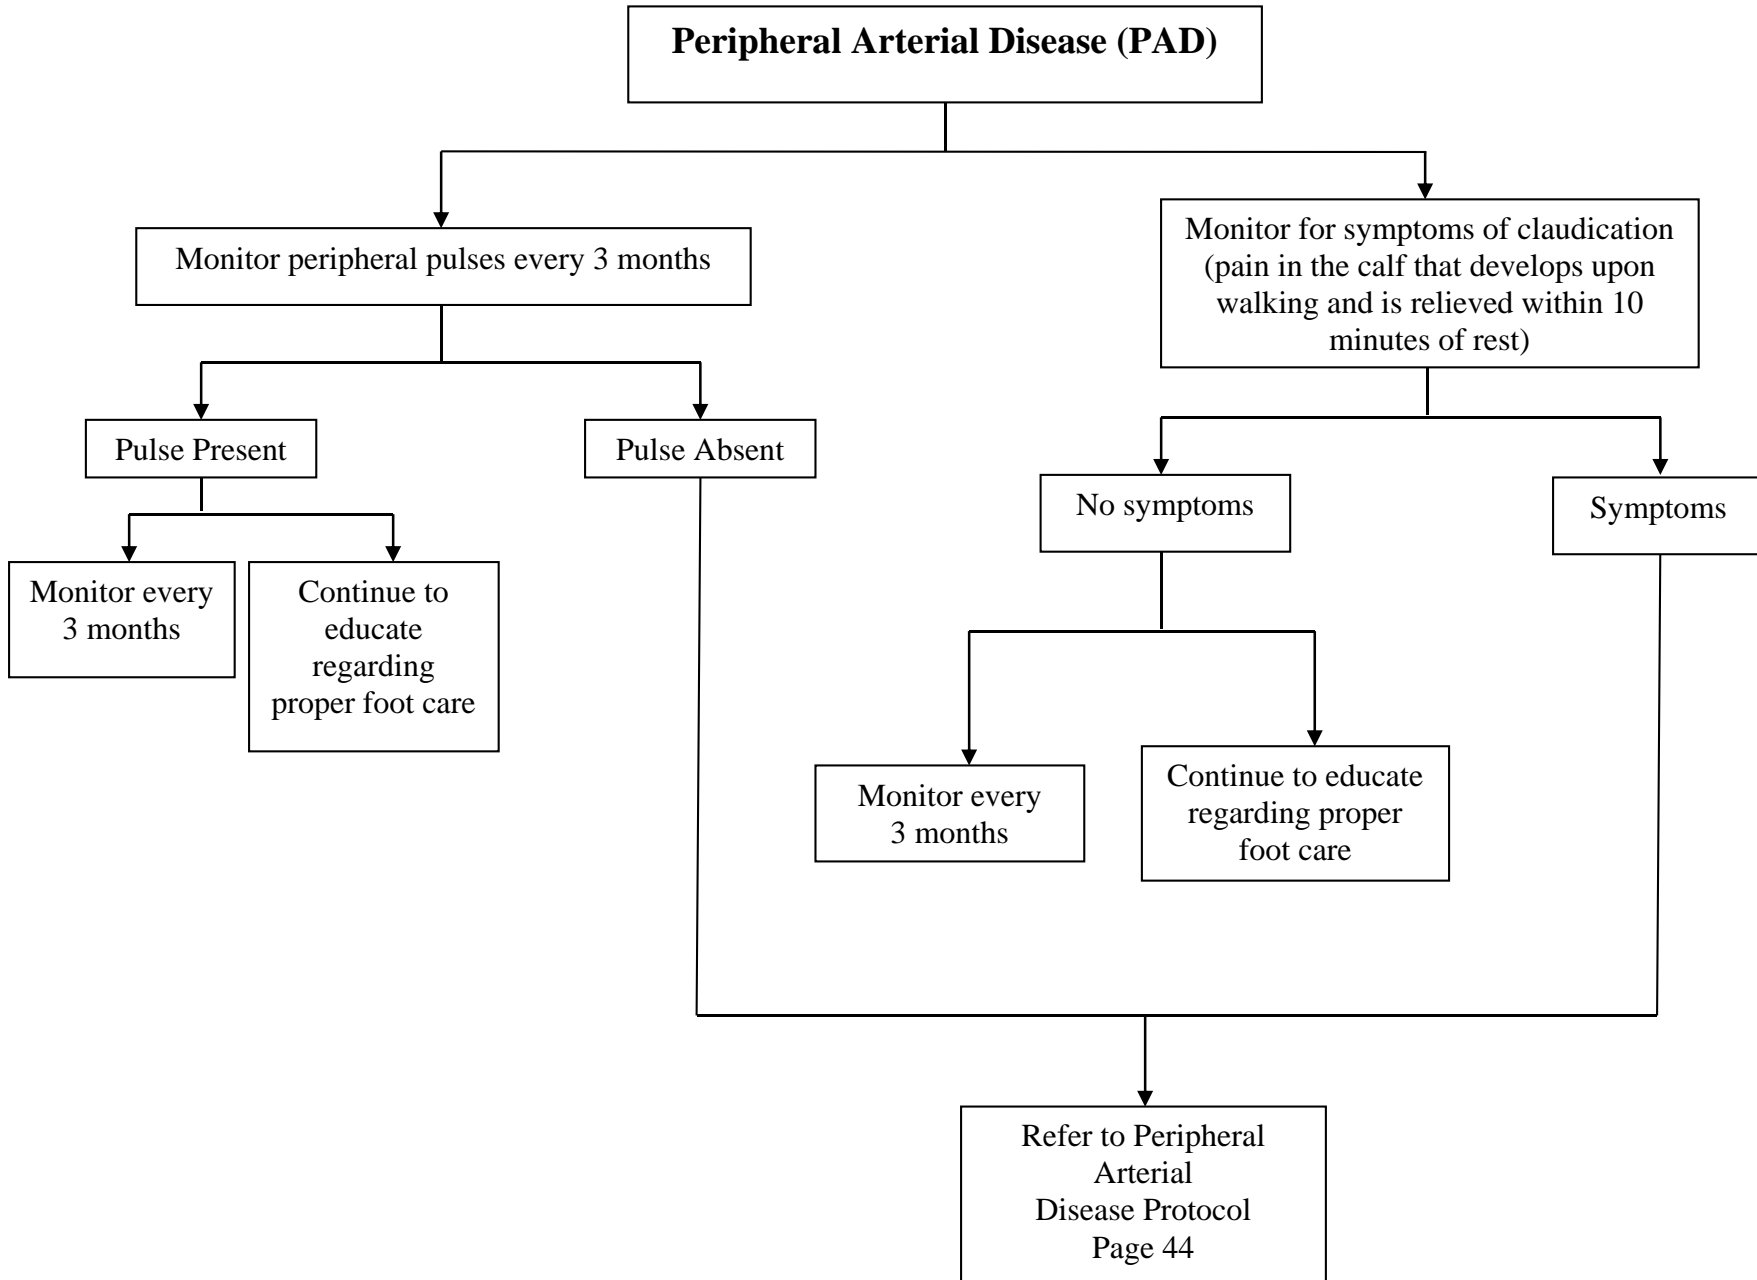 Peripheral Arterial Disease (PAD)
Monitor peripheral pulses every 3 months
Monitor for symptoms of claudication
(pain in the calf that develops upon
walking and is relieved within 10
minutes of rest)
Pulse Present
Pulse Absent
No symptoms
Symptoms
Monitor every
3 months
Continue to
educate
regarding
proper foot care
Monitor every
3 months
Continue to educate
regarding proper
foot care
Refer to Peripheral
Arterial
Disease Protocol
Page 44